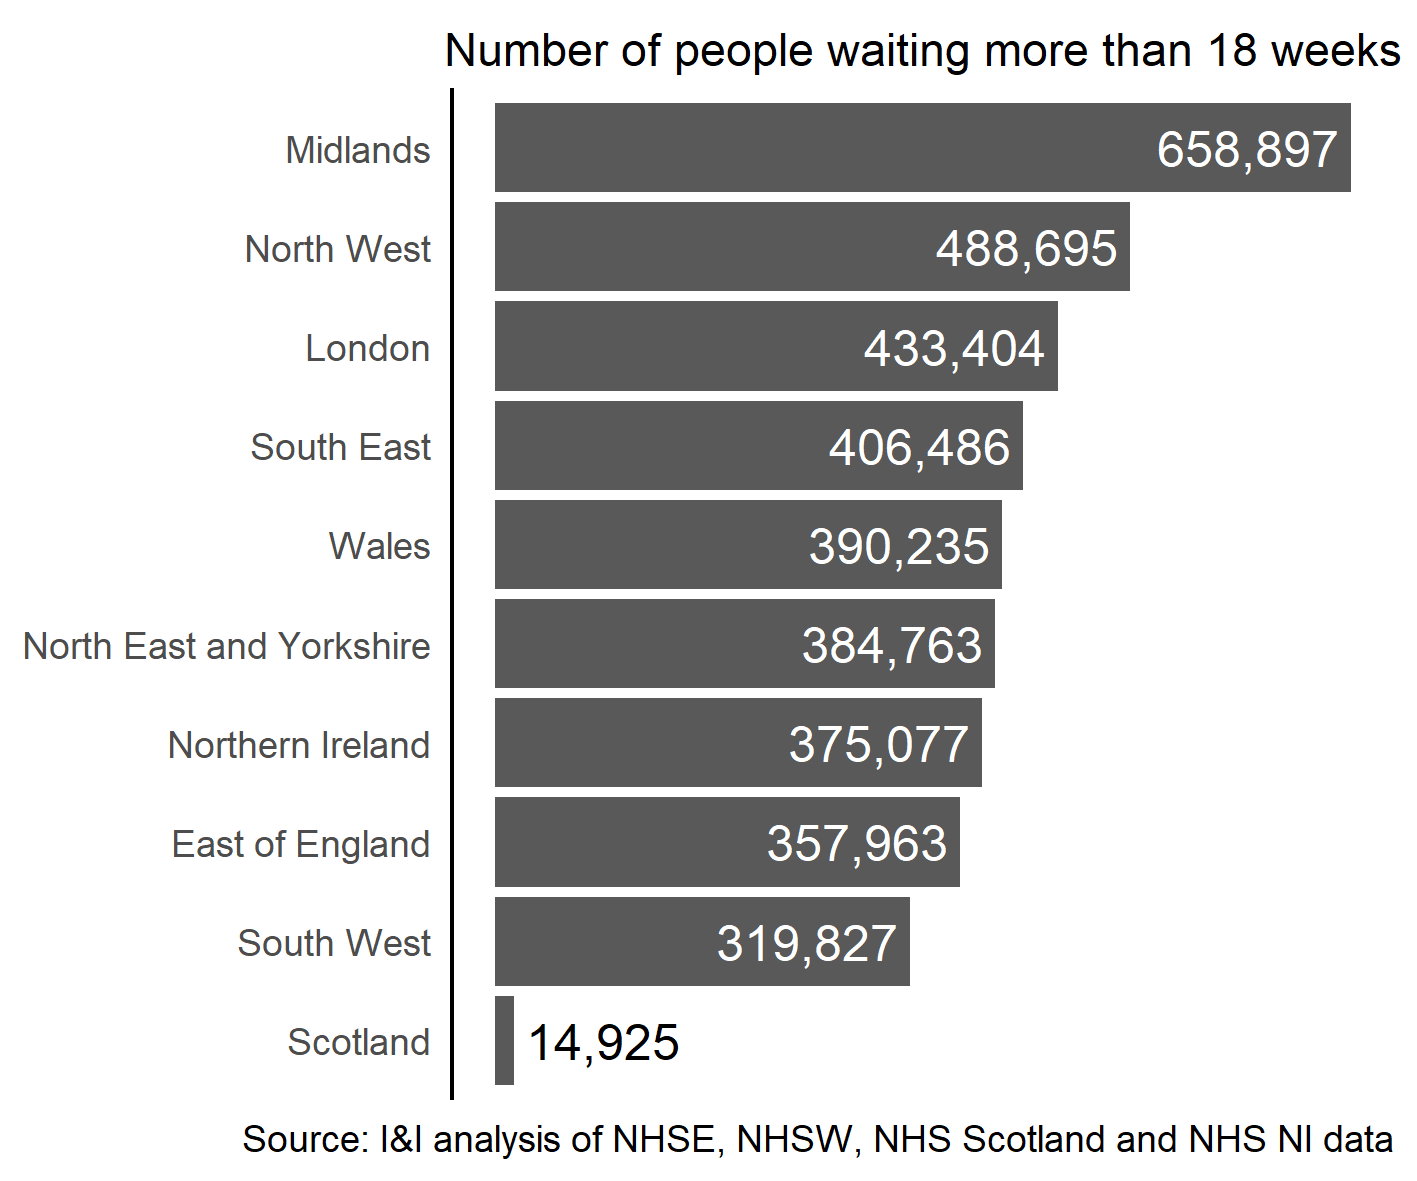 Number of people waiting more than 18 weeks
Midlands 658,897
North West 488,695
London 433,404
South East 406,486
Wales 390,235
North East and Yorkshire 384,763
Northern Ireland 375,077
East of England 357,963
South West 319,827
Scotland 14,925
Source: I&I analysis of NHSE, NHSW, NHS Scotland and NHS NI data